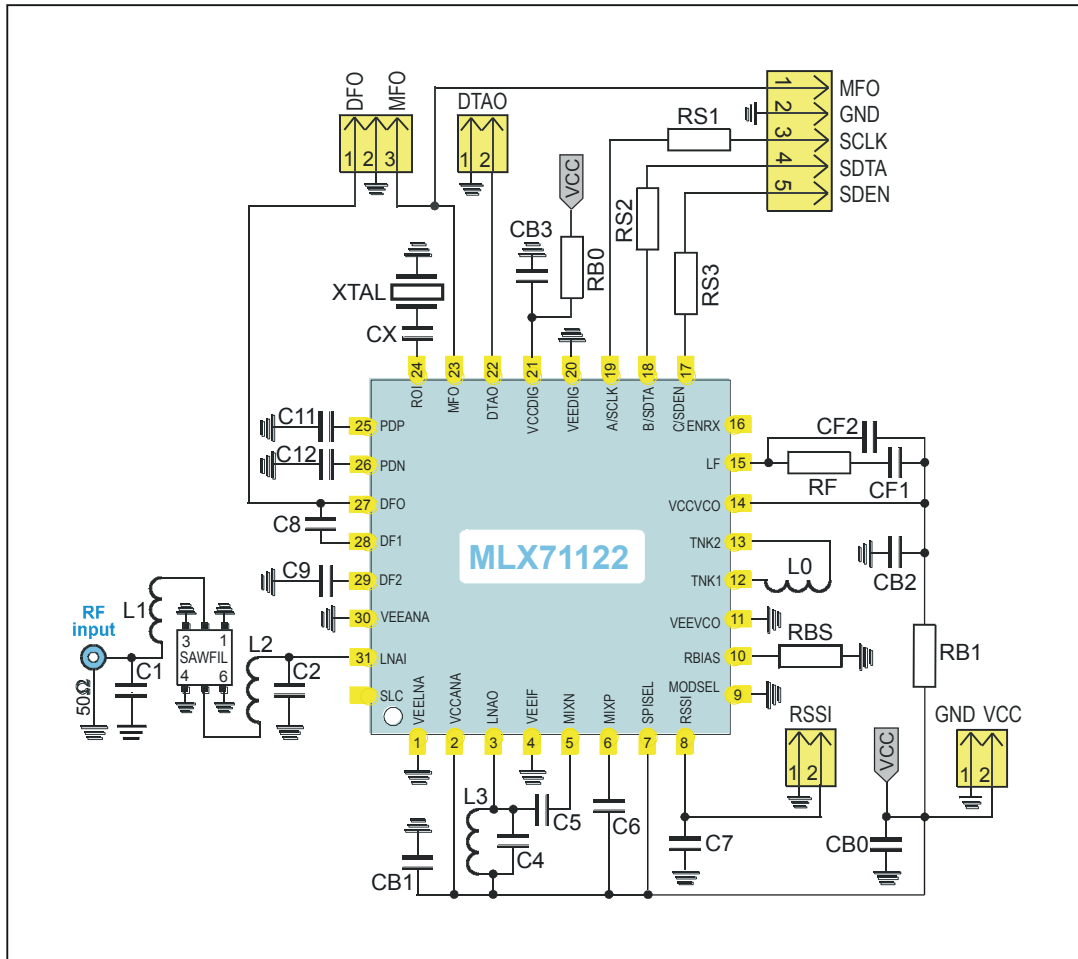 DFO MFO
1 2 3
DTAO
1 2
1 MFO
2 GND
3 SCLK
4 SDTA
5 SDEN
RS1
RS2
RS3
VCC
CB3
RB0
XTAL
CX
24 23 22 21 20 19 18 17
ROI MFO DTAO VCCDIG VEEDIG A/SCLK B/SDTA C/SDEN
C11 25 PDP
C12 26 PDN
27 DFO
C8
28 DF1
C9 29 DF2
30 VEEANA
31 LNAI
SLC
MLX71122
ENRX 16
LF 15
VCCVCO 14
TNK2 13
TNK1 12
VEEVCO 11
RBIAS 10
MODSEL 9
CF2
RF CF1
CB2
L0
RBS
RB1
RF
input
50Ω
L1
C1
3 1
SAWFIL
4 6
L2
C2
VEELNA VCCANA LNAO VEEIF MIXN MIXP SPISEL RSSI
1 2 3 4 5 6 7 8
L3
C4
C5
C6
C7
CB1
RSSI
1 2
VCC
CB0
GND VCC
1 2